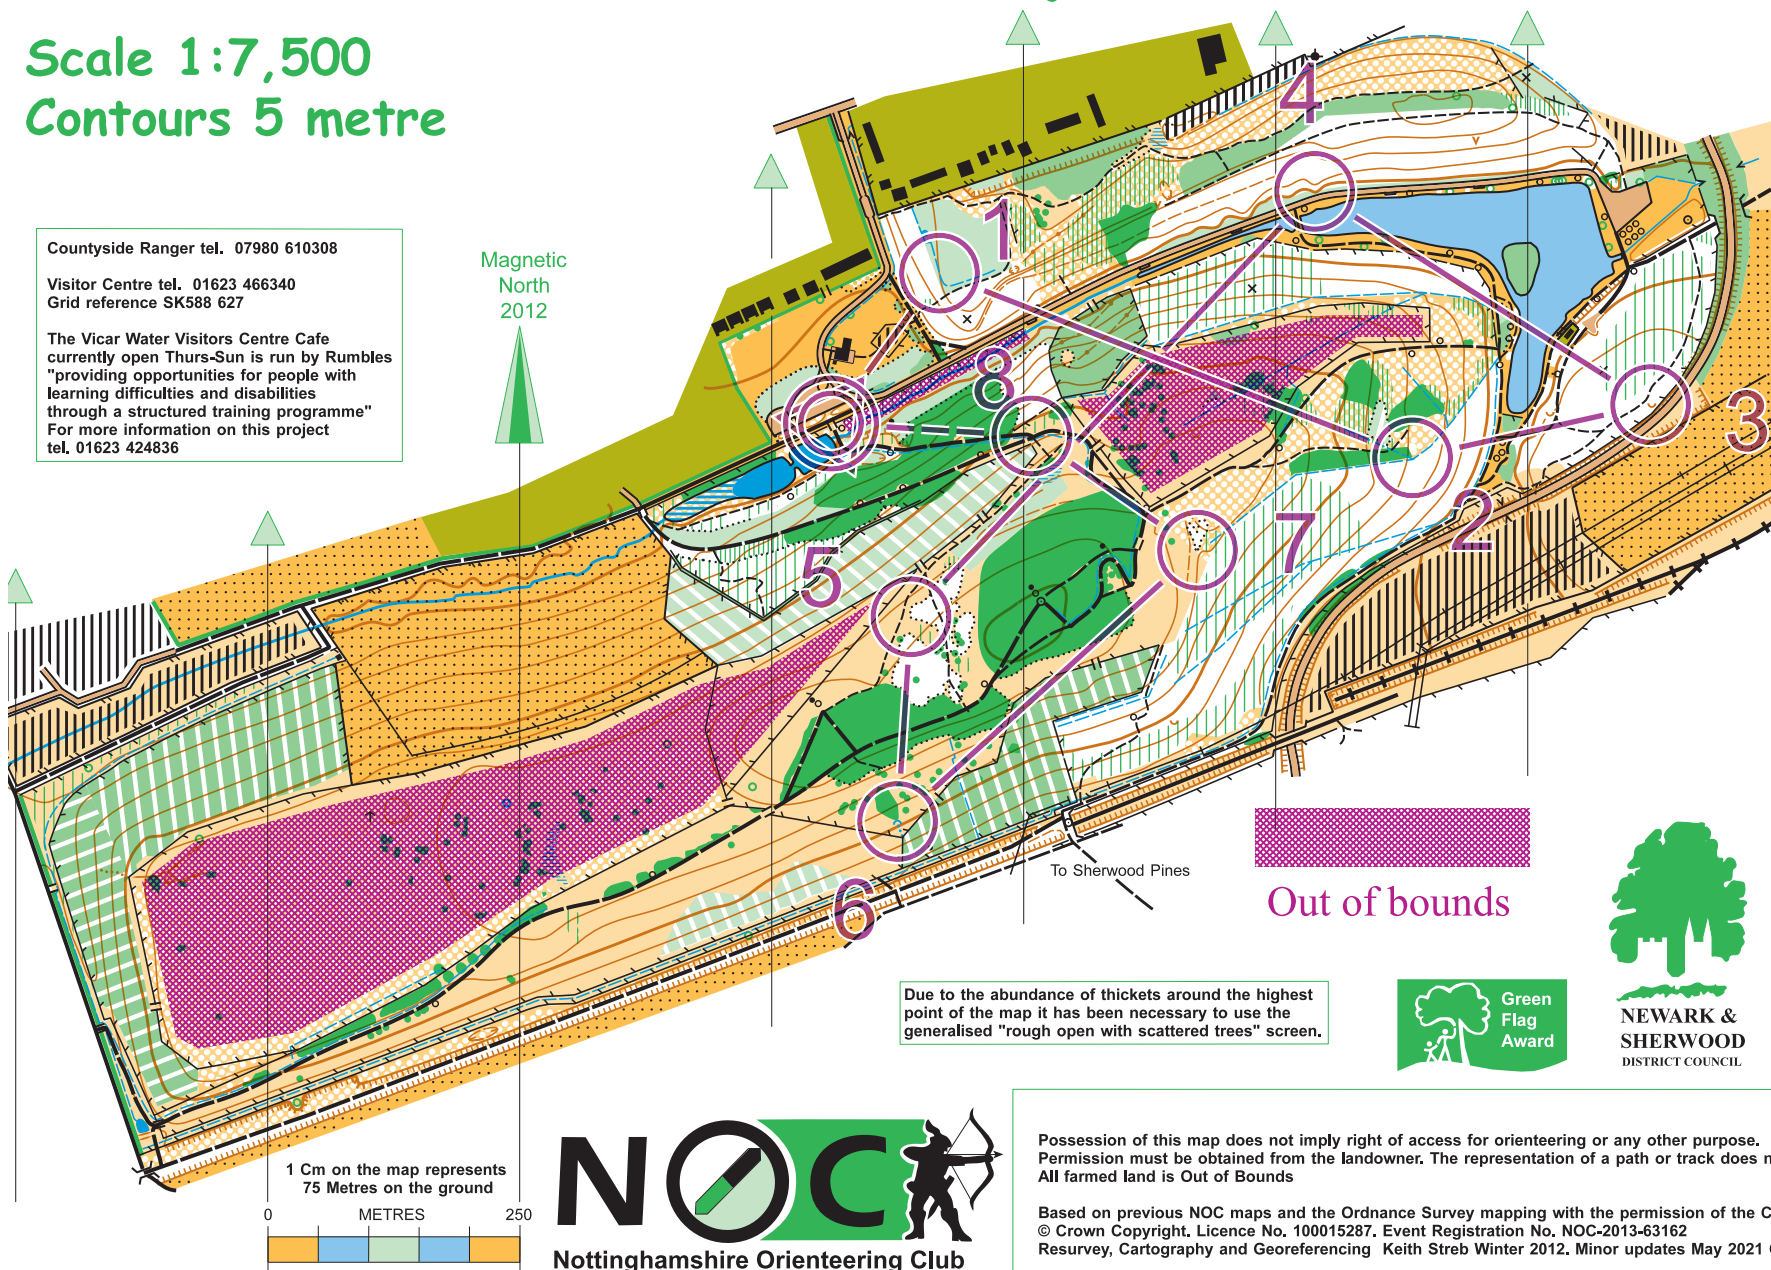 Scale 1:7,500
Contours 5 metre
Countyside Ranger tel. 07980 610308
Visitor Centre tel. 01623 466340
Grid reference SK588 627
The Vicar Water Visitors Centre Cafe
currently open Thurs-Sun is run by Rumbles
"providing opportunities for people with
learning difficulties and disabilities
through a structured training programme"
For more information on this project
tel. 01623 424836
Magnetic
North
2012
4
1
8
3
2
7
5
6
To Sherwood Pines
Out of bounds
Due to the abundance of thickets around the highest
point of the map it has been necessary to use the
generalised "rough open with scattered trees" screen.
Green
Flag
Award
NEWARK &
SHERWOOD
DISTRICT COUNCIL
1 Cm on the map represents
75 Metres on the ground
0 METRES 250
NOC
Nottinghamshire Orienteering Club
Possession of this map does not imply right of access for orienteering or any other purpose.
Permission must be obtained from the landowner. The representation of a path or track does
All farmed land is Out of Bounds
Based on previous NOC maps and the Ordnance Survey mapping with the permission of the
© Crown Copyright. Licence No. 100015287. Event Registration No. NOC-2013-63162
Resurvey, Cartography and Georeferencing Keith Streb Winter 2012. Minor updates May 2021